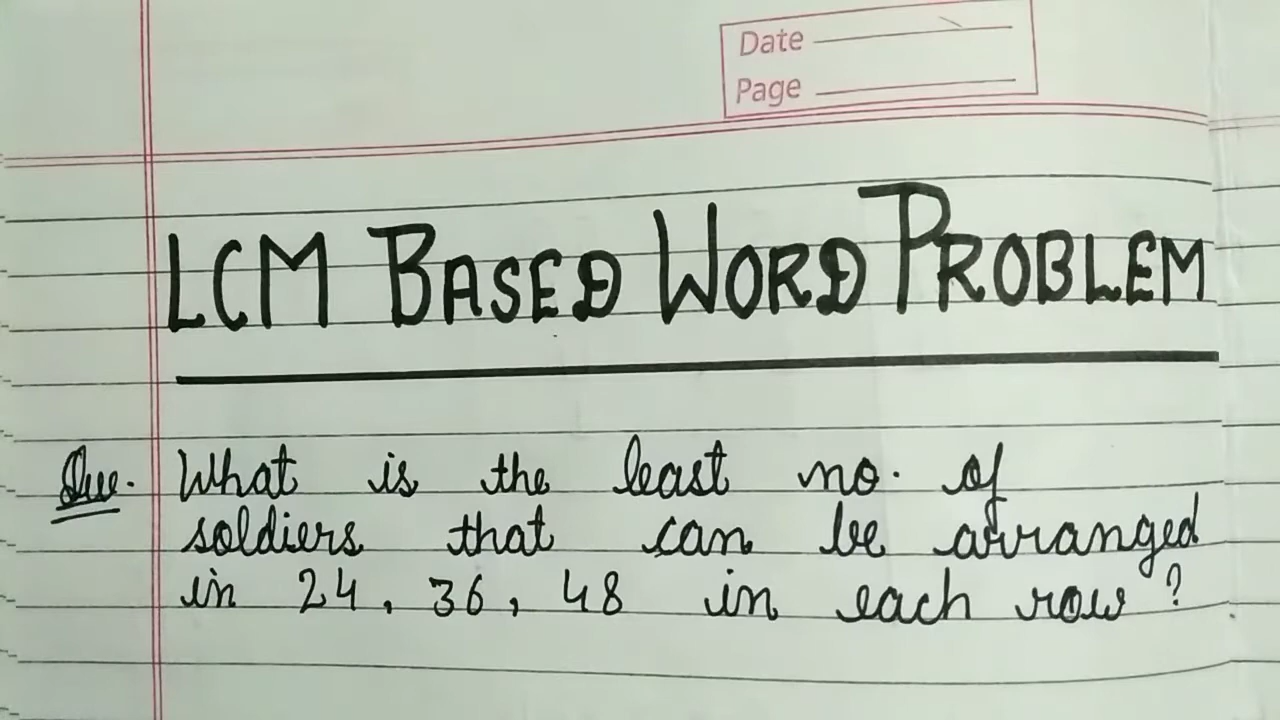 Date
Page
LCM BASED WORD PROBLEM
Que. What is the least no. of
soldiers that can be arranged
in 24, 36, 48 in each row?